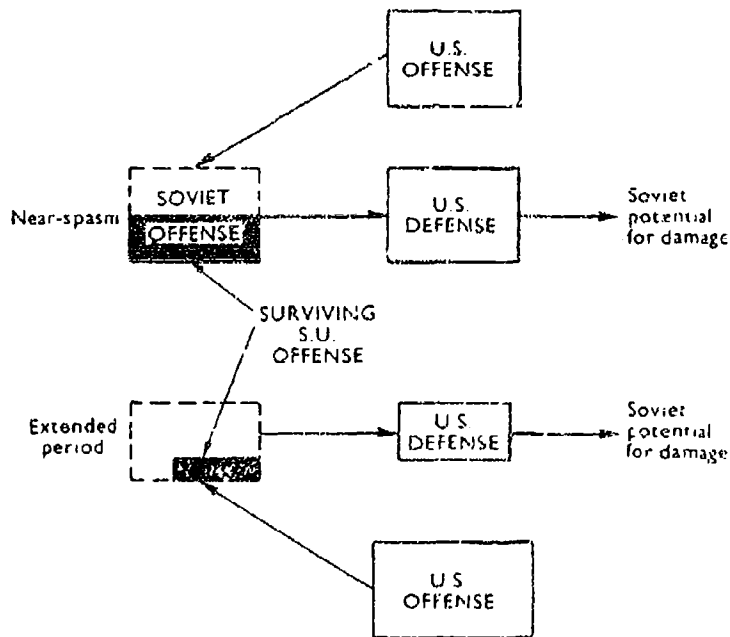 U.S.
OFFENSE
Near-spasm
SOVIET
OFFENSE
U.S.
DEFENSE
Soviet
potential
for damage
SURVIVING
S.U.
OFFENSE
Extended
period
U.S.
DEFENSE
Soviet
potential
for damage
U.S
OFFENSE